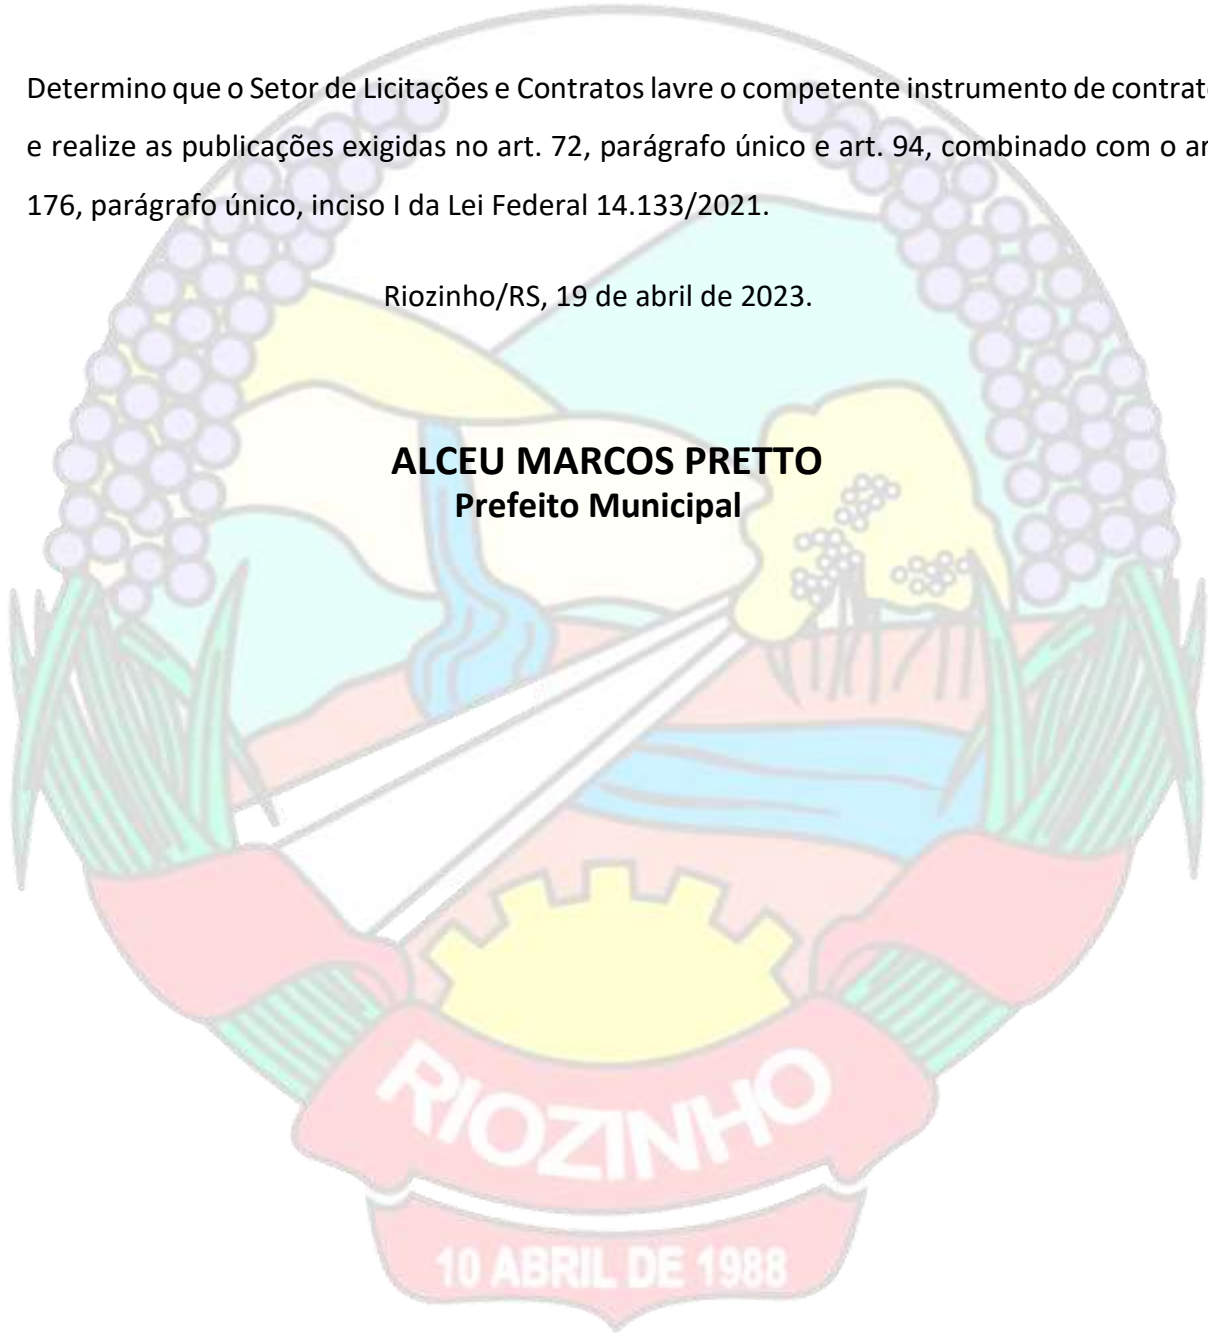 Determino que o Setor de Licitações e Contratos lavre o competente instrumento de contrato
e realize as publicações exigidas no art. 72, parágrafo único e art. 94, combinado com o ar
176, parágrafo único, inciso I da Lei Federal 14.133/2021.
Riozinho/RS, 19 de abril de 2023.
ALCEU MARCOS PRETTO
Prefeito Municipal
RIOZINHO
10 ABRIL DE 1988